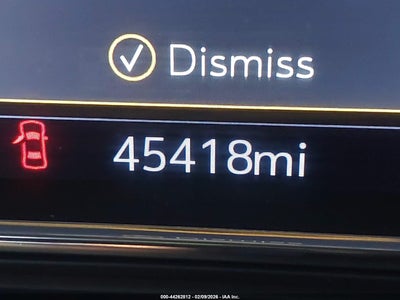 Dismiss
45418mi
000-44262812 - 02/09/2026 - IAA Inc.